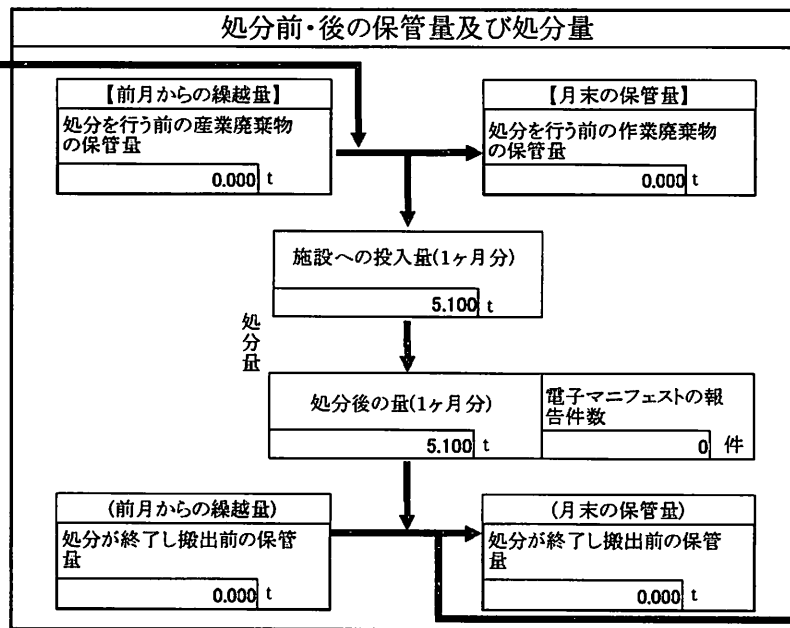 処分前・後の保管量及び処分量
【前月からの繰越量】
処分を行う前の産業廃棄物
の保管量
0.000 t
【月末の保管量】
処分を行う前の作業廃棄物
の保管量
0.000 t
施設への投入量(1ヶ月分)
5.100 t
処分量
処分後の量(1ヶ月分)
5.100 t
電子マニフェストの報
告件数
0 件
(前月からの繰越量)
処分が終了し搬出前の保管
量
0.000 t
(月末の保管量)
処分が終了し搬出前の保管
量
0.000 t